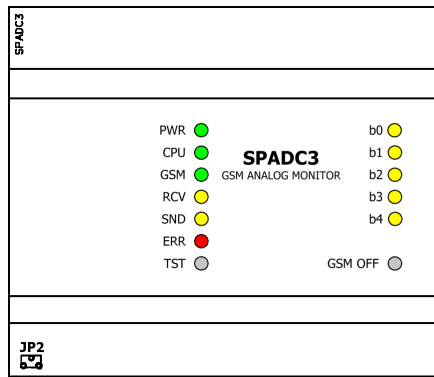 SPADC3
PWR
CPU
GSM
RCV
SND
ERR
TST
SPADC3
GSM ANALOG MONITOR
b0
b1
b2
b3
b4
GSM OFF
JP2